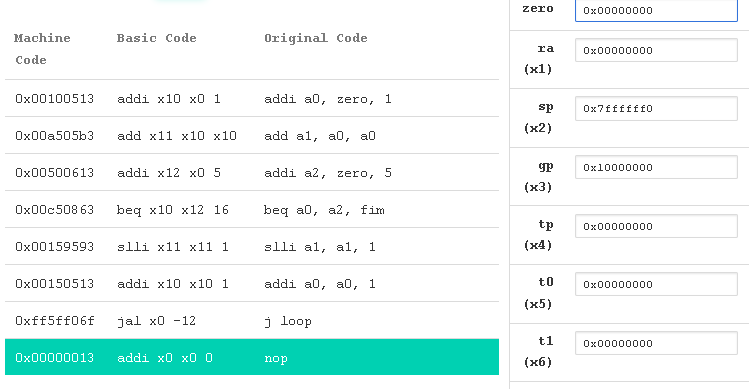 Machine Code Basic Code Original Code
0x00100513 addi x10 x0 1 addi a0, zero, 1
0x00a505b3 add x11 x10 x10 add a1, a0, a0
0x00500613 addi x12 x0 5 addi a2, zero, 5
0x00c50863 beq x10 x12 16 beq a0, a2, fim
0x00159593 slli x11 x11 1 slli a1, a1, 1
0x00150513 addi x10 x10 1 addi a0, a0, 1
0xff5ff06f jal x0 -12 j loop
0x00000013 addi x0 x0 0 nop
zero 0x00000000
ra (x1) 0x00000000
sp (x2) 0x7ffffff0
gp (x3) 0x10000000
tp (x4) 0x00000000
t0 (x5) 0x00000000
t1 (x6) 0x00000000